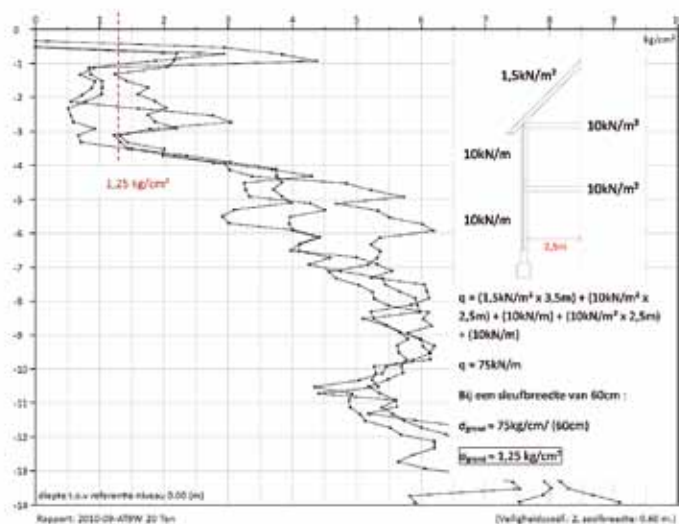 0 1 2 3 4 5 6 7 8 9 10
kg/cm²
0
-1
-2
-3
-4
-5
-6
-7
-8
-9
-10
-11
-12
-13
-14
1,25 kg/cm²
1,5kN/m²
10kN/m²
10kN/m
10kN/m²
10kN/m
2,5m
q = (1,5kN/m² x 3,5m) + (10kN/m² x
2,5m) + (10kN/m) + (10kN/m² x 2,5m)
+ (10kN/m)
q = 75kN/m
Bij een sleufbreedte van 60cm :
σgrond = 75kg/cm/ (60cm)
σgrond = 1,25 kg/cm²
diepte t.o.v referentie niveau 0.00 (m)
Rapport: 2010-09-AT8W 20 Ton
(Veiligheidscoëf.: 2, zoolbreedte: 0.60 m.)